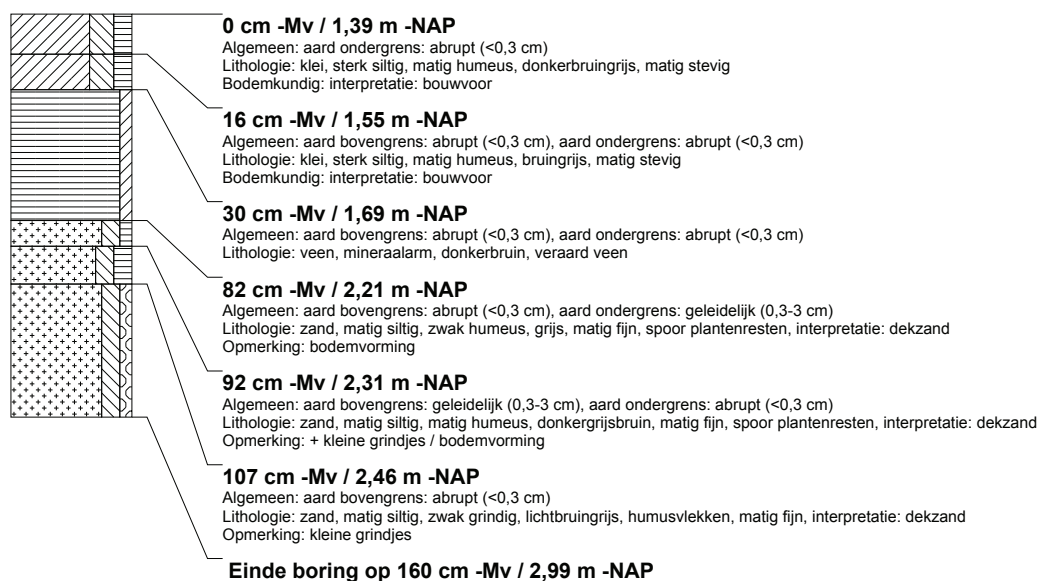 0 cm -Mv / 1,39 m -NAP
Algemeen: aard ondergrens: abrupt (<0,3 cm)
Lithologie: klei, sterk siltig, matig humeus, donkerbruingrijs, matig stevig
Bodemkundig: interpretatie: bouwvoor
16 cm -Mv / 1,55 m -NAP
Algemeen: aard bovengrens: abrupt (<0,3 cm), aard ondergrens: abrupt (<0,3 cm)
Lithologie: klei, sterk siltig, matig humeus, bruingrijs, matig stevig
Bodemkundig: interpretatie: bouwvoor
30 cm -Mv / 1,69 m -NAP
Algemeen: aard bovengrens: abrupt (<0,3 cm), aard ondergrens: abrupt (<0,3 cm)
Lithologie: veen, mineraalarm, donkerbruin, veraard veen
82 cm -Mv / 2,21 m -NAP
Algemeen: aard bovengrens: abrupt (<0,3 cm), aard ondergrens: geleidelijk (0,3-3 cm)
Lithologie: zand, matig siltig, zwak humeus, grijs, matig fijn, spoor plantenresten, interpretatie: dekzand
Opmerking: bodemvorming
92 cm -Mv / 2,31 m -NAP
Algemeen: aard bovengrens: geleidelijk (0,3-3 cm), aard ondergrens: abrupt (<0,3 cm)
Lithologie: zand, matig siltig, matig humeus, donkergrijsbruin, matig fijn, spoor plantenresten, interpretatie: dekzand
Opmerking: + kleine grindjes / bodemvorming
107 cm -Mv / 2,46 m -NAP
Algemeen: aard bovengrens: abrupt (<0,3 cm)
Lithologie: zand, matig siltig, zwak grindig, lichtbruingrijs, humusvlekken, matig fijn, interpretatie: dekzand
Opmerking: kleine grindjes
Einde boring op 160 cm -Mv / 2,99 m -NAP